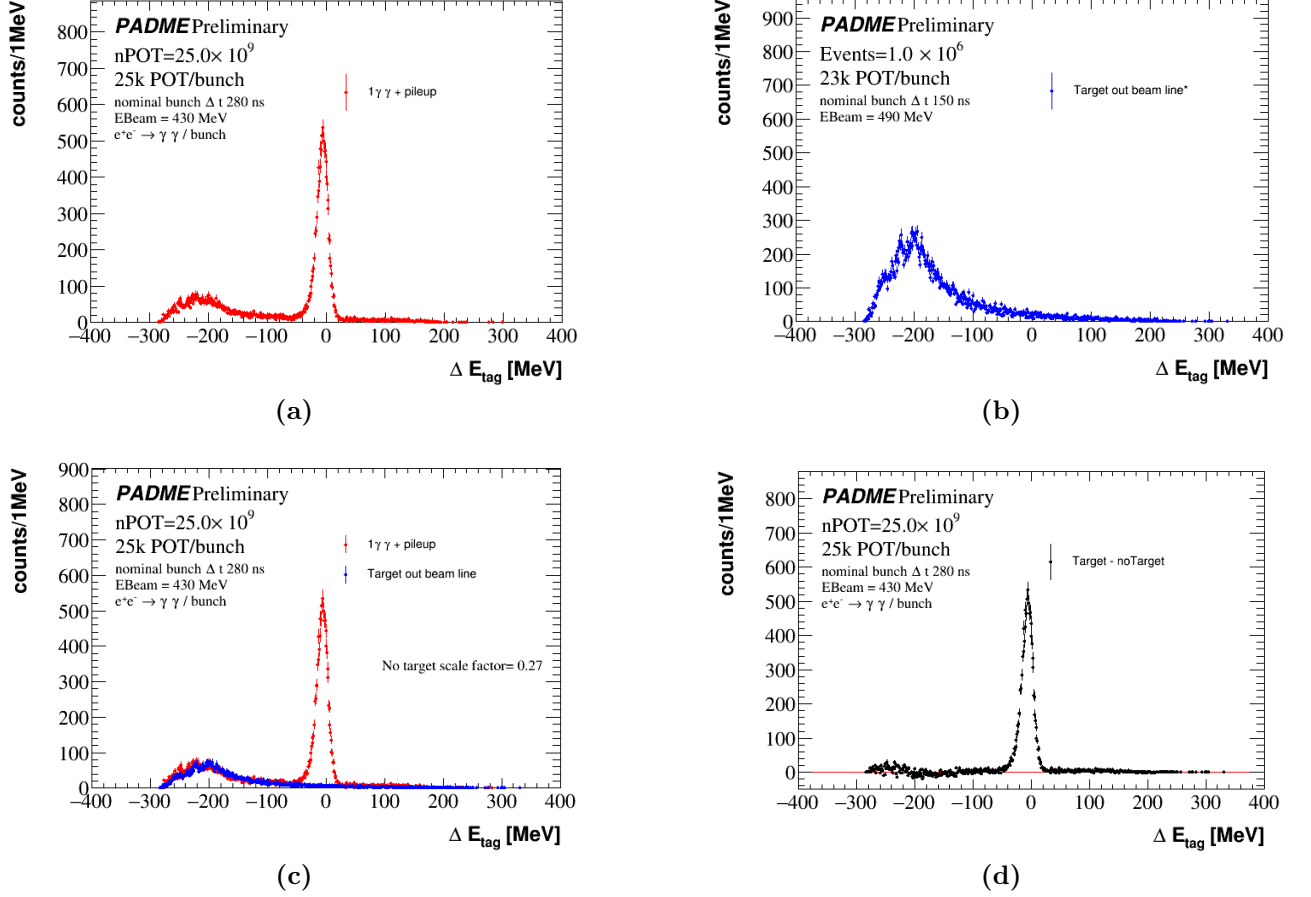 counts/1MeV
800
700
600
500
400
300
200
100
0
PADME Preliminary
nPOT=25.0× 10⁹
25k POT/bunch
nominal bunch Δ t 280 ns
EBeam = 430 MeV
e⁺e⁻ → γ γ / bunch
1γ γ + pileup
−400 −300 −200 −100 0 100 200 300 400
Δ E_tag [MeV]
(a)
counts/1MeV
900
800
700
600
500
400
300
200
100
0
PADME Preliminary
Events=1.0 × 10⁶
23k POT/bunch
nominal bunch Δ t 150 ns
EBeam = 490 MeV
Target out beam line*
−400 −300 −200 −100 0 100 200 300 400
Δ E_tag [MeV]
(b)
counts/1MeV
900
800
700
600
500
400
300
200
100
0
PADME Preliminary
nPOT=25.0× 10⁹
25k POT/bunch
nominal bunch Δ t 280 ns
EBeam = 430 MeV
e⁺e⁻ → γ γ / bunch
1γ γ + pileup
Target out beam line
No target scale factor= 0.27
−400 −300 −200 −100 0 100 200 300 400
Δ E_tag [MeV]
(c)
counts/1MeV
800
700
600
500
400
300
200
100
0
PADME Preliminary
nPOT=25.0× 10⁹
25k POT/bunch
nominal bunch Δ t 280 ns
EBeam = 430 MeV
e⁺e⁻ → γ γ / bunch
Target - noTarget
−400 −300 −200 −100 0 100 200 300 400
Δ E_tag [MeV]
(d)